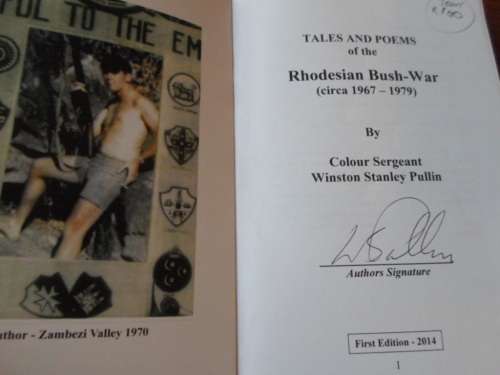 PUL TO THE EM
uthor - Zambezi Valley 1970
TALES AND POEMS
of the
Rhodesian Bush-War
(circa 1967 – 1979)
By
Colour Sergeant
Winston Stanley Pullin
Authors Signature
First Edition - 2014
1